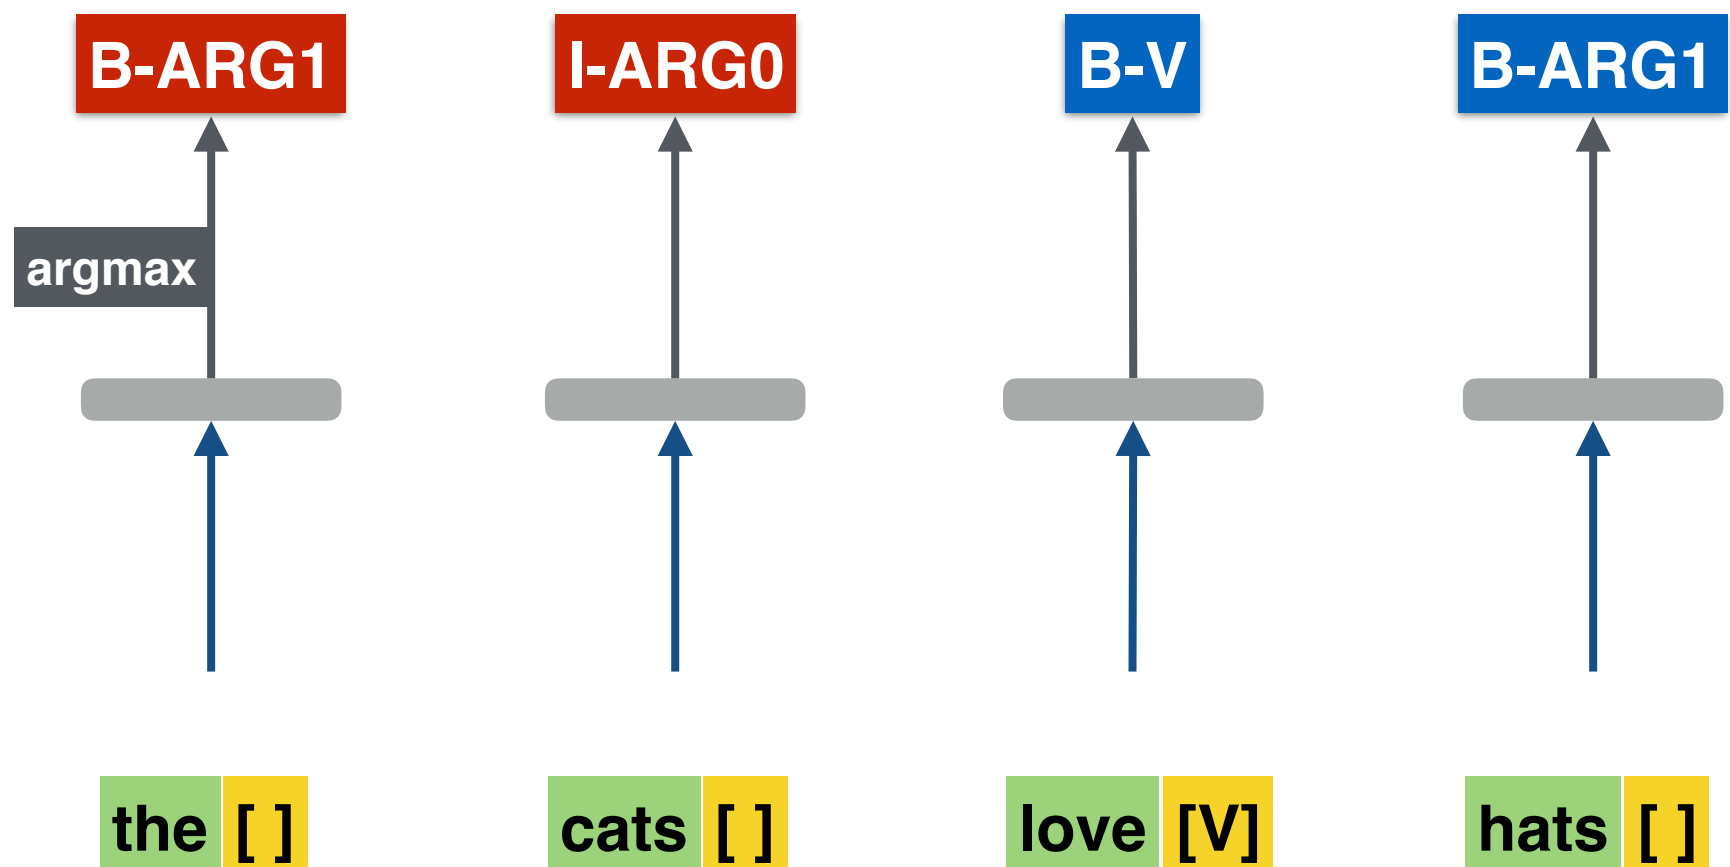 B-ARG1 I-ARG0 B-V B-ARG1
argmax
the [ ] cats [ ] love [V] hats [ ]